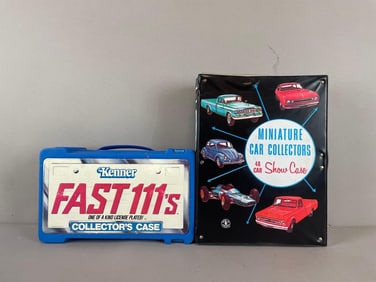 Kenner
FAST 111's
ONE OF A KIND LICENSE PLATES!
COLLECTOR'S CASE
MINIATURE
CAR COLLECTORS
48
CAR Show Case